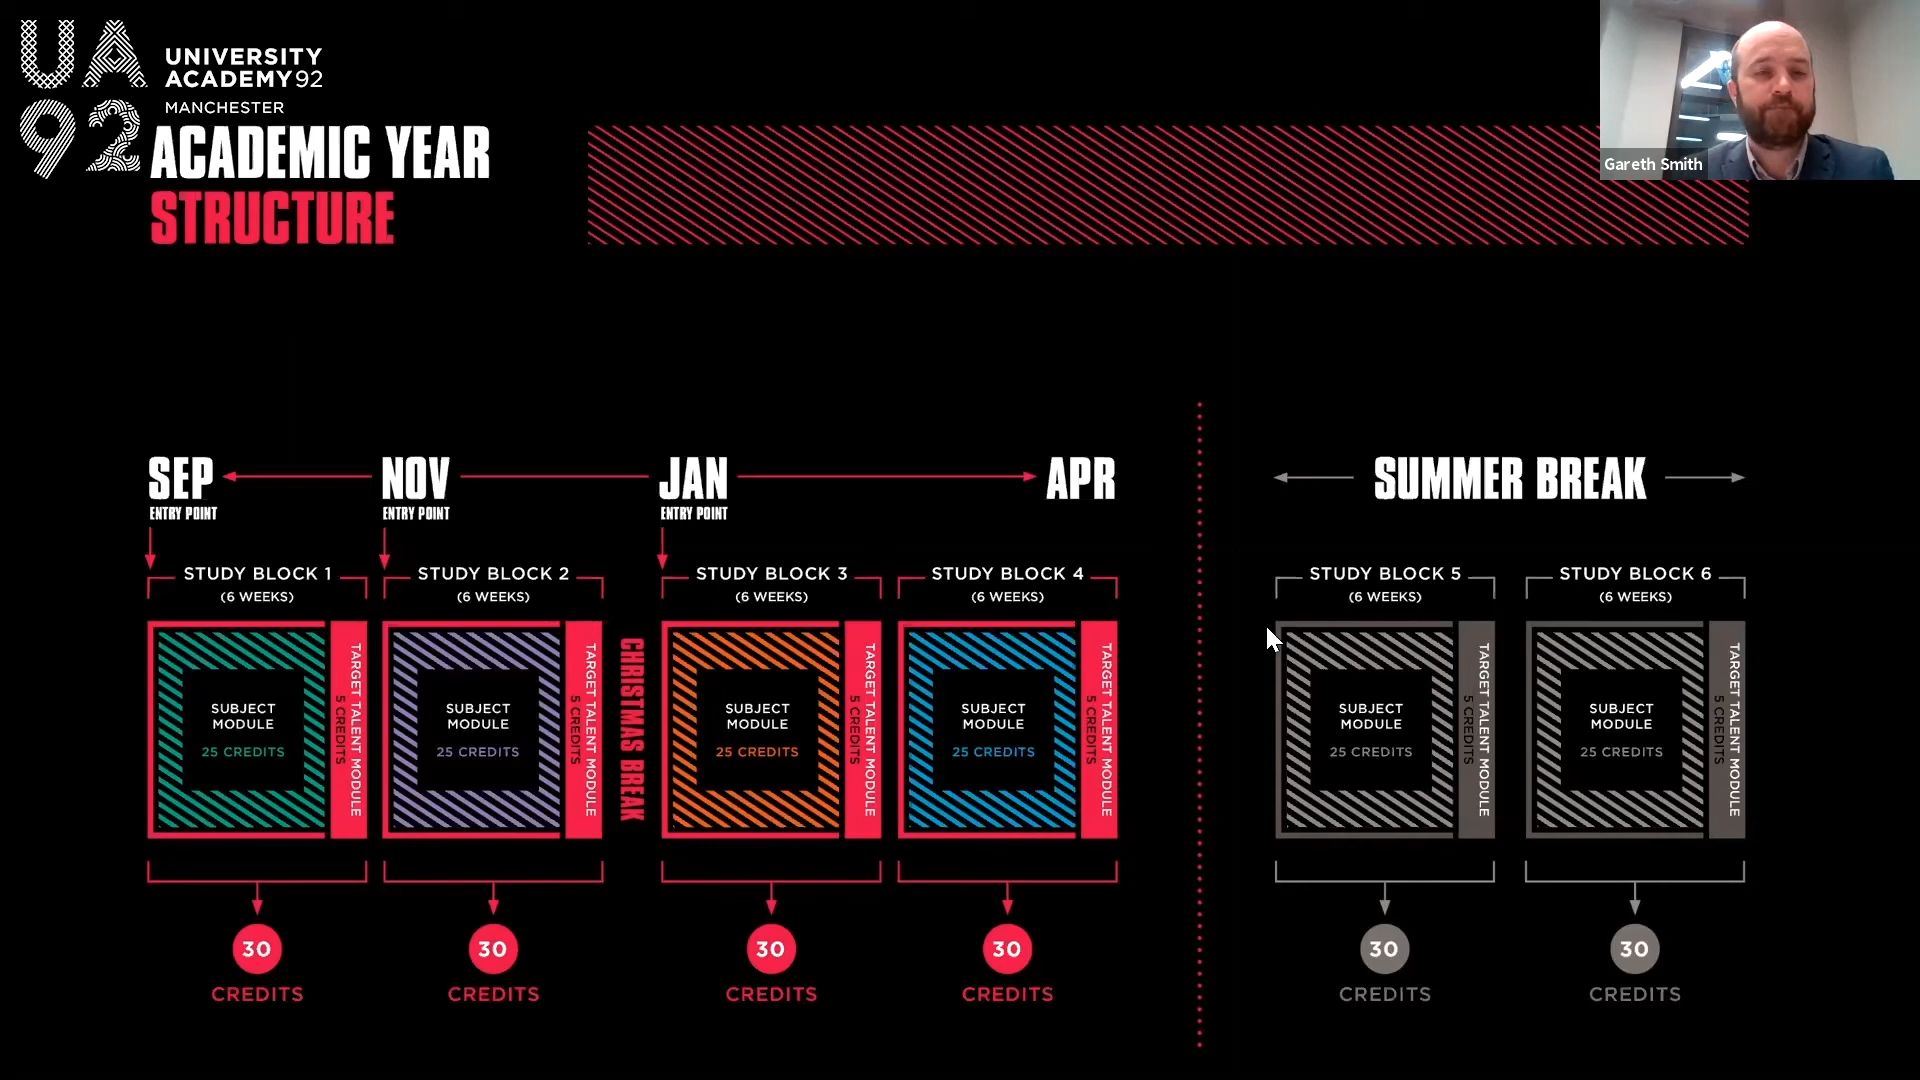 UA
92
UNIVERSITY
ACADEMY92
MANCHESTER
ACADEMIC YEAR
STRUCTURE
Gareth Smith
SEP
ENTRY POINT
NOV
ENTRY POINT
JAN
ENTRY POINT
APR
SUMMER BREAK
STUDY BLOCK 1
(6 WEEKS)
SUBJECT
MODULE
25 CREDITS
TARGET TALENT MODULE
5 CREDITS
30
CREDITS
STUDY BLOCK 2
(6 WEEKS)
SUBJECT
MODULE
25 CREDITS
TARGET TALENT MODULE
5 CREDITS
30
CREDITS
CHRISTMAS BREAK
STUDY BLOCK 3
(6 WEEKS)
SUBJECT
MODULE
25 CREDITS
TARGET TALENT MODULE
5 CREDITS
30
CREDITS
STUDY BLOCK 4
(6 WEEKS)
SUBJECT
MODULE
25 CREDITS
TARGET TALENT MODULE
5 CREDITS
30
CREDITS
STUDY BLOCK 5
(6 WEEKS)
SUBJECT
MODULE
25 CREDITS
TARGET TALENT MODULE
5 CREDITS
30
CREDITS
STUDY BLOCK 6
(6 WEEKS)
SUBJECT
MODULE
25 CREDITS
TARGET TALENT MODULE
5 CREDITS
30
CREDITS